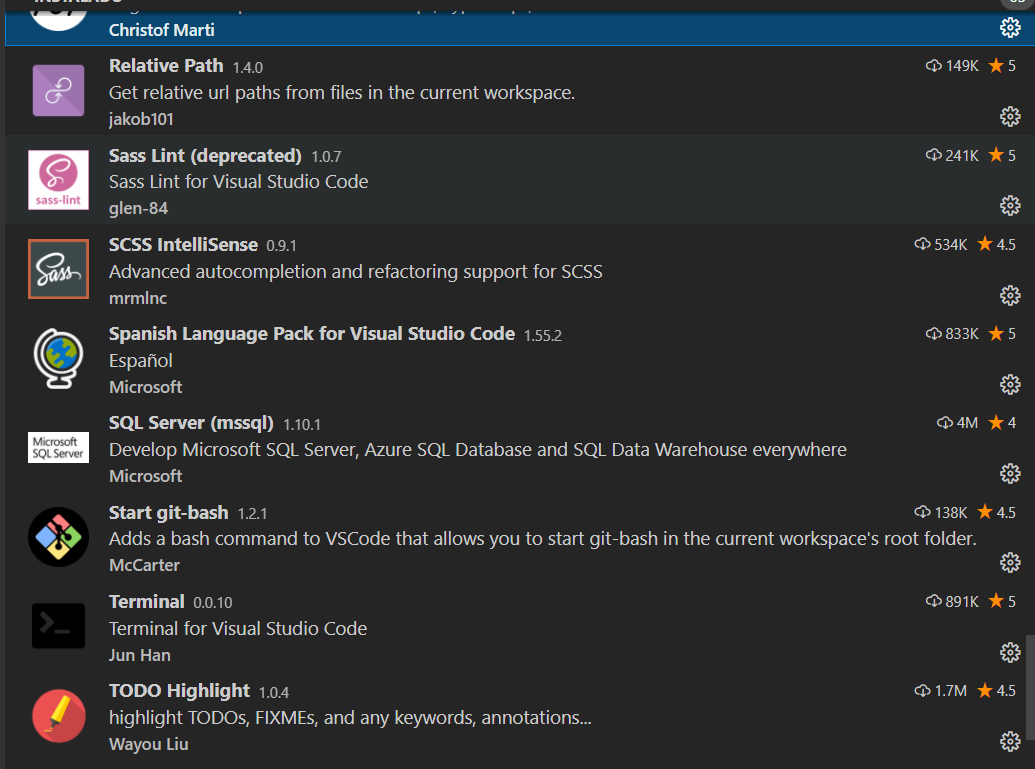 INSTALADO
Christof Marti
Relative Path 1.4.0 149K 5
Get relative url paths from files in the current workspace.
jakob101
Sass Lint (deprecated) 1.0.7 241K 5
sass-lint
Sass Lint for Visual Studio Code
glen-84
SCSS IntelliSense 0.9.1 534K 4.5
Sass
Advanced autocompletion and refactoring support for SCSS
mrmlnc
Spanish Language Pack for Visual Studio Code 1.55.2 833K 5
Español
Microsoft
SQL Server (mssql) 1.10.1 4M 4
Microsoft
SQL Server
Develop Microsoft SQL Server, Azure SQL Database and SQL Data Warehouse everywhere
Microsoft
Start git-bash 1.2.1 138K 4.5
Adds a bash command to VSCode that allows you to start git-bash in the current workspace's root folder.
McCarter
Terminal 0.0.10 891K 5
Terminal for Visual Studio Code
Jun Han
TODO Highlight 1.0.4 1.7M 4.5
highlight TODOs, FIXMEs, and any keywords, annotations...
Wayou Liu